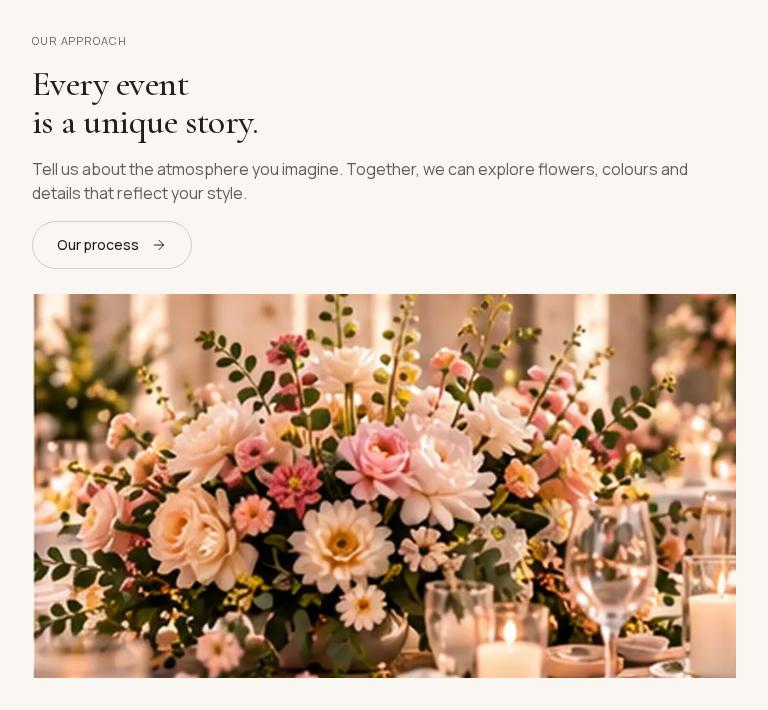 OUR APPROACH
Every event
is a unique story.
Tell us about the atmosphere you imagine. Together, we can explore flowers, colours and
details that reflect your style.
Our process